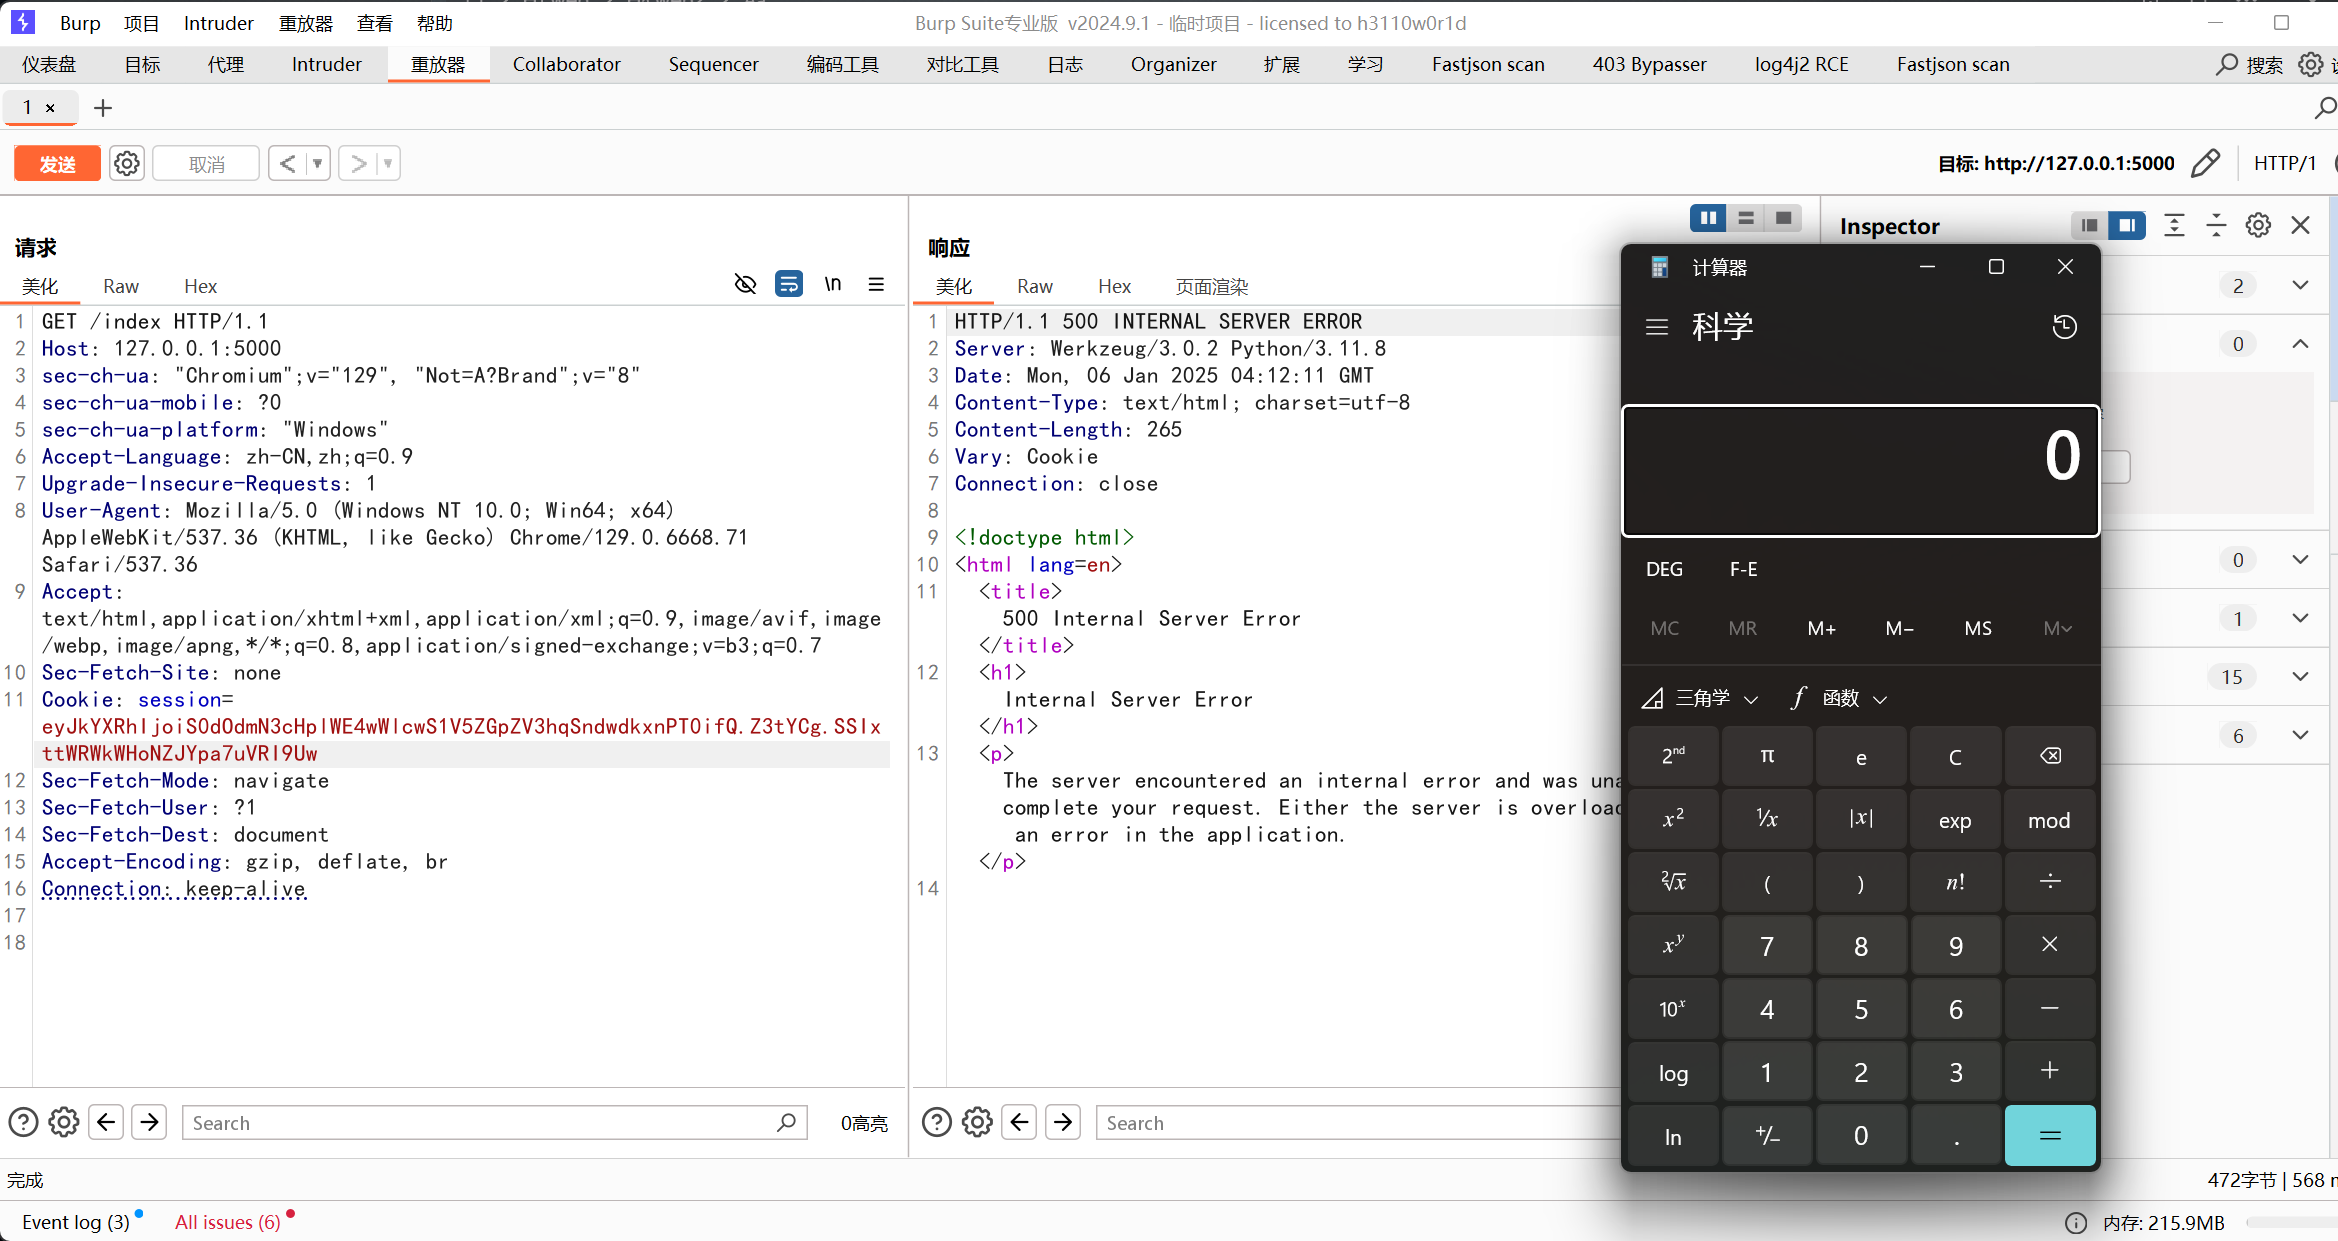 Burp 项目 Intruder 重放器 查看 帮助
Burp Suite专业版 v2024.9.1 - 临时项目 - licensed to h3110w0r1d
仪表盘 目标 代理 Intruder 重放器 Collaborator Sequencer 编码工具 对比工具 日志 Organizer 扩展 学习 Fastjson scan 403 Bypasser log4j2 RCE Fastjson scan 搜索
1 × +
发送 取消 < >
目标: http://127.0.0.1:5000 HTTP/1
请求
美化 Raw Hex \n
1 GET /index HTTP/1.1
2 Host: 127.0.0.1:5000
3 sec-ch-ua: "Chromium";v="129", "Not=A?Brand";v="8"
4 sec-ch-ua-mobile: ?0
5 sec-ch-ua-platform: "Windows"
6 Accept-Language: zh-CN,zh;q=0.9
7 Upgrade-Insecure-Requests: 1
8 User-Agent: Mozilla/5.0 (Windows NT 10.0; Win64; x64)
AppleWebKit/537.36 (KHTML, like Gecko) Chrome/129.0.6668.71
Safari/537.36
9 Accept:
text/html,application/xhtml+xml,application/xml;q=0.9,image/avif,image
/webp,image/apng,*/*;q=0.8,application/signed-exchange;v=b3;q=0.7
10 Sec-Fetch-Site: none
11 Cookie: session=
12 Sec-Fetch-Mode: navigate
13 Sec-Fetch-User: ?1
14 Sec-Fetch-Dest: document
15 Accept-Encoding: gzip, deflate, br
16 Connection: keep-alive
17
18
Search 0高亮
响应
美化 Raw Hex 页面渲染
1 HTTP/1.1 500 INTERNAL SERVER ERROR
2 Server: Werkzeug/3.0.2 Python/3.11.8
3 Date: Mon, 06 Jan 2025 04:12:11 GMT
4 Content-Type: text/html; charset=utf-8
5 Content-Length: 265
6 Vary: Cookie
7 Connection: close
8
9 <!doctype html>
10 <html lang=en>
11 <title>
500 Internal Server Error
</title>
12 <h1>
Internal Server Error
</h1>
13 <p>
The server encountered an internal error and was una
complete your request. Either the server is overloa
an error in the application.
</p>
14
Search
Inspector
2
0
0
1
15
6
计算器
科学
0
DEG F-E
MC MR M+ M− MS M
三角学 f 函数
2nd π e C
x² ¹/x |x| exp mod
²√x ( ) n! ÷
xʸ 7 8 9 ×
10ˣ 4 5 6 −
log 1 2 3 +
ln +/− 0 . =
完成
472字节 | 568
Event log (3) All issues (6)
内存: 215.9MB